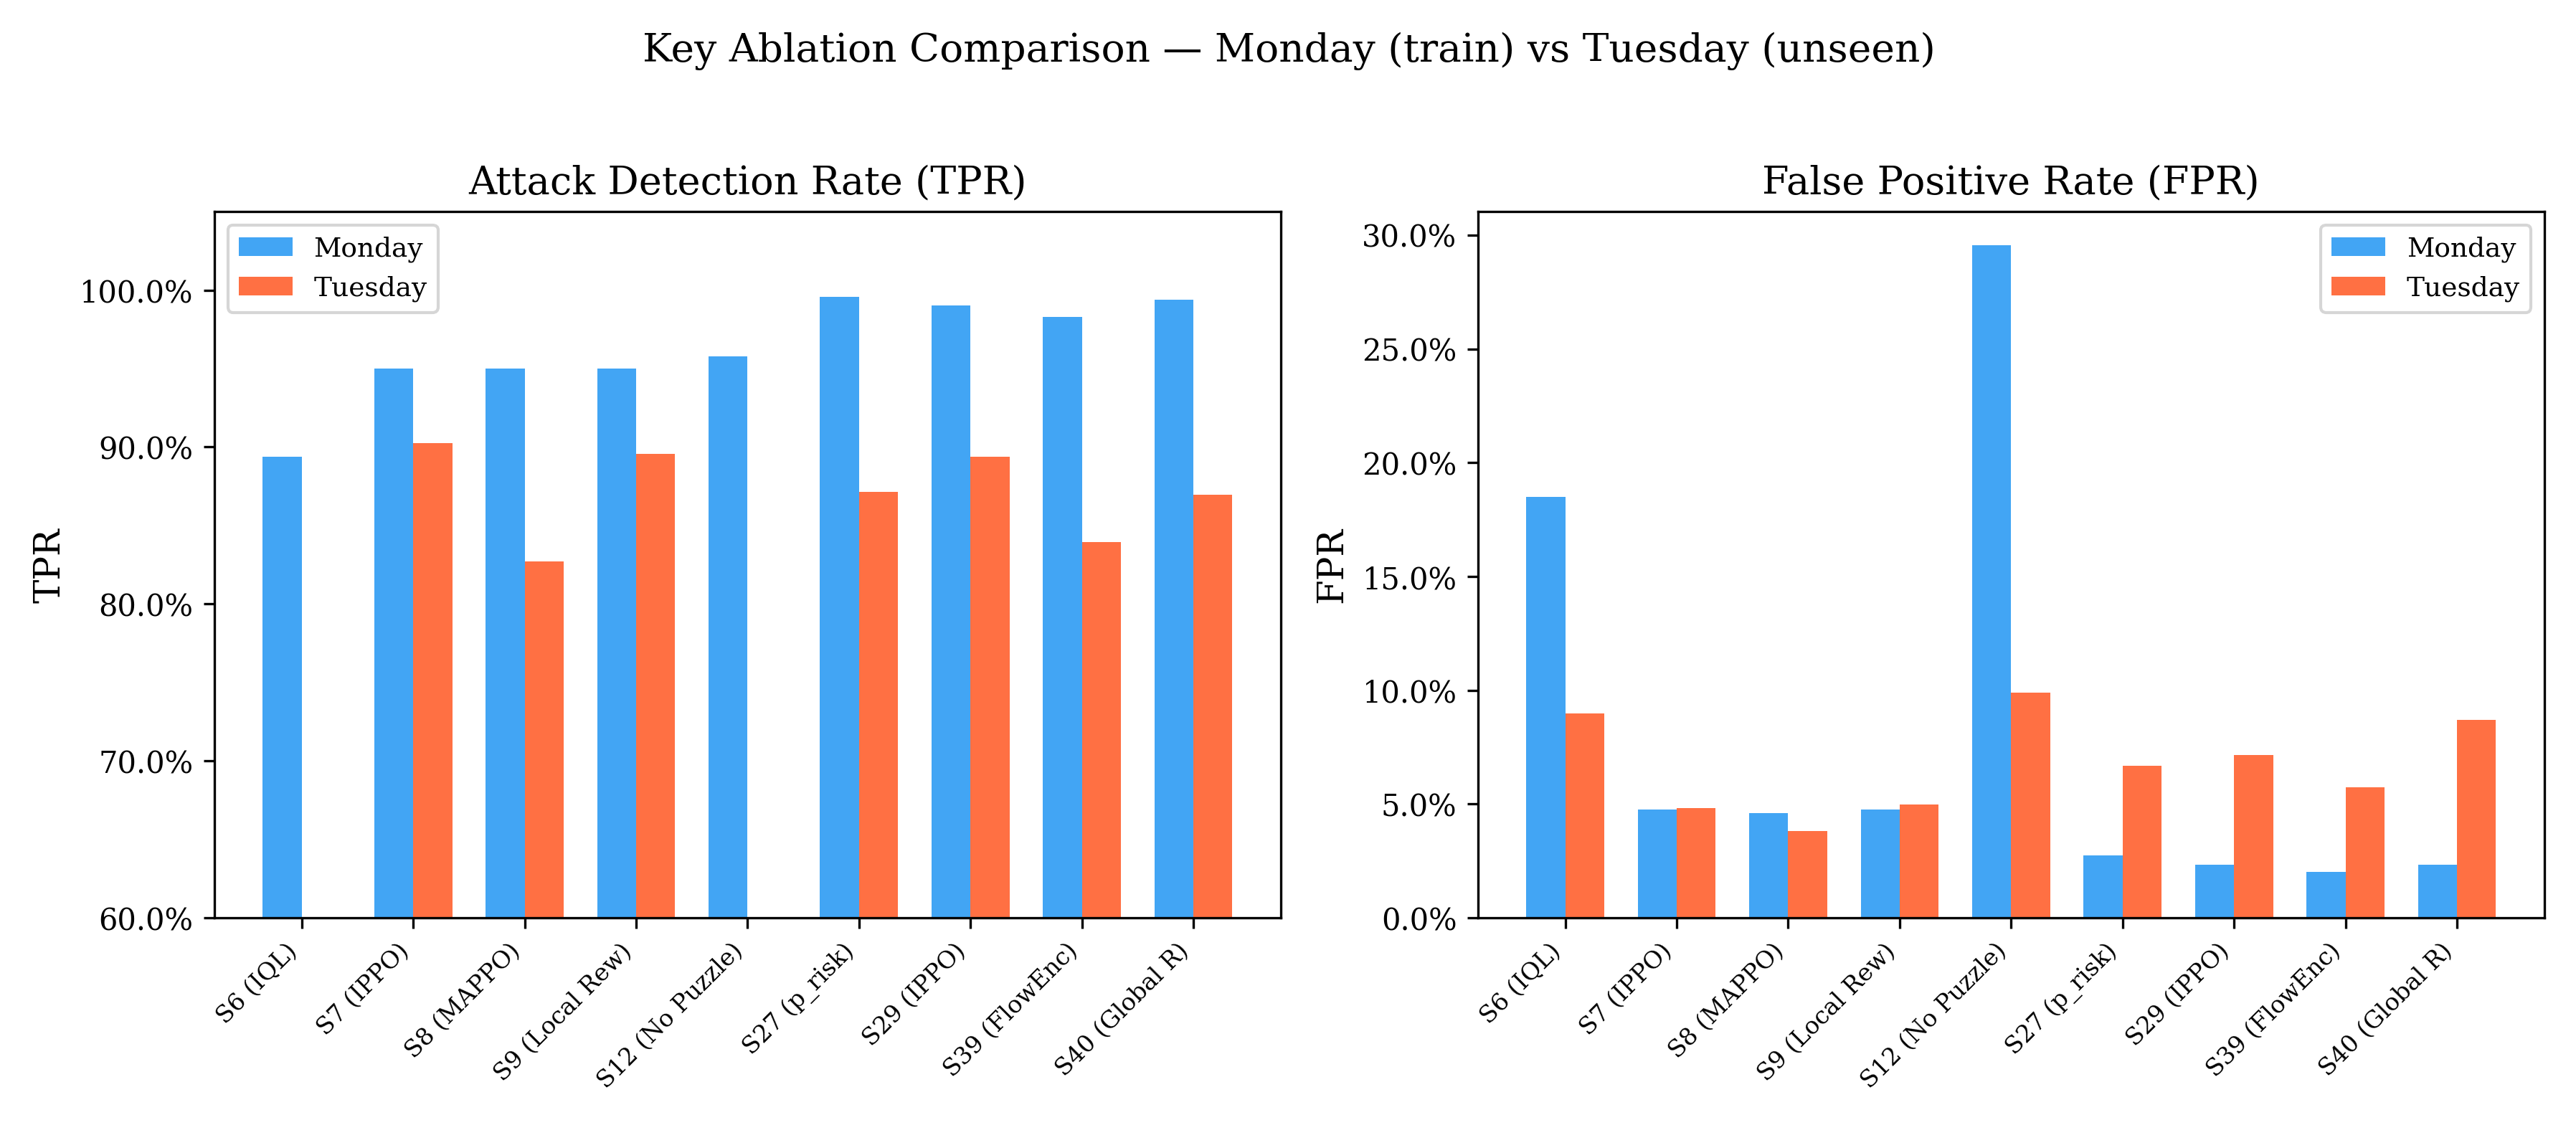 Key Ablation Comparison — Monday (train) vs Tuesday (unseen)
Attack Detection Rate (TPR)
Monday
Tuesday
TPR
100.0%
90.0%
80.0%
70.0%
60.0%
S6 (IQL)
S7 (IPPO)
S8 (MAPPO)
S9 (Local Rew)
S12 (No Puzzle)
S27 (p_risk)
S29 (IPPO)
S39 (FlowEnc)
S40 (Global R)
False Positive Rate (FPR)
Monday
Tuesday
FPR
30.0%
25.0%
20.0%
15.0%
10.0%
5.0%
0.0%
S6 (IQL)
S7 (IPPO)
S8 (MAPPO)
S9 (Local Rew)
S12 (No Puzzle)
S27 (p_risk)
S29 (IPPO)
S39 (FlowEnc)
S40 (Global R)